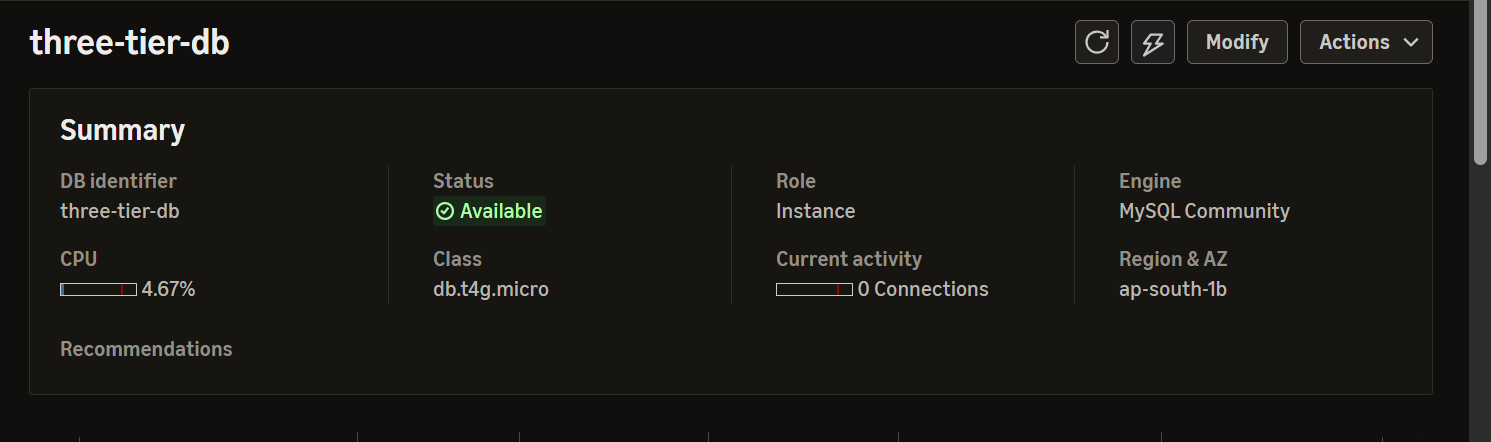 three-tier-db
Modify
Actions
Summary
DB identifier
three-tier-db
Status
Available
Role
Instance
Engine
MySQL Community
CPU
4.67%
Class
db.t4g.micro
Current activity
0 Connections
Region & AZ
ap-south-1b
Recommendations